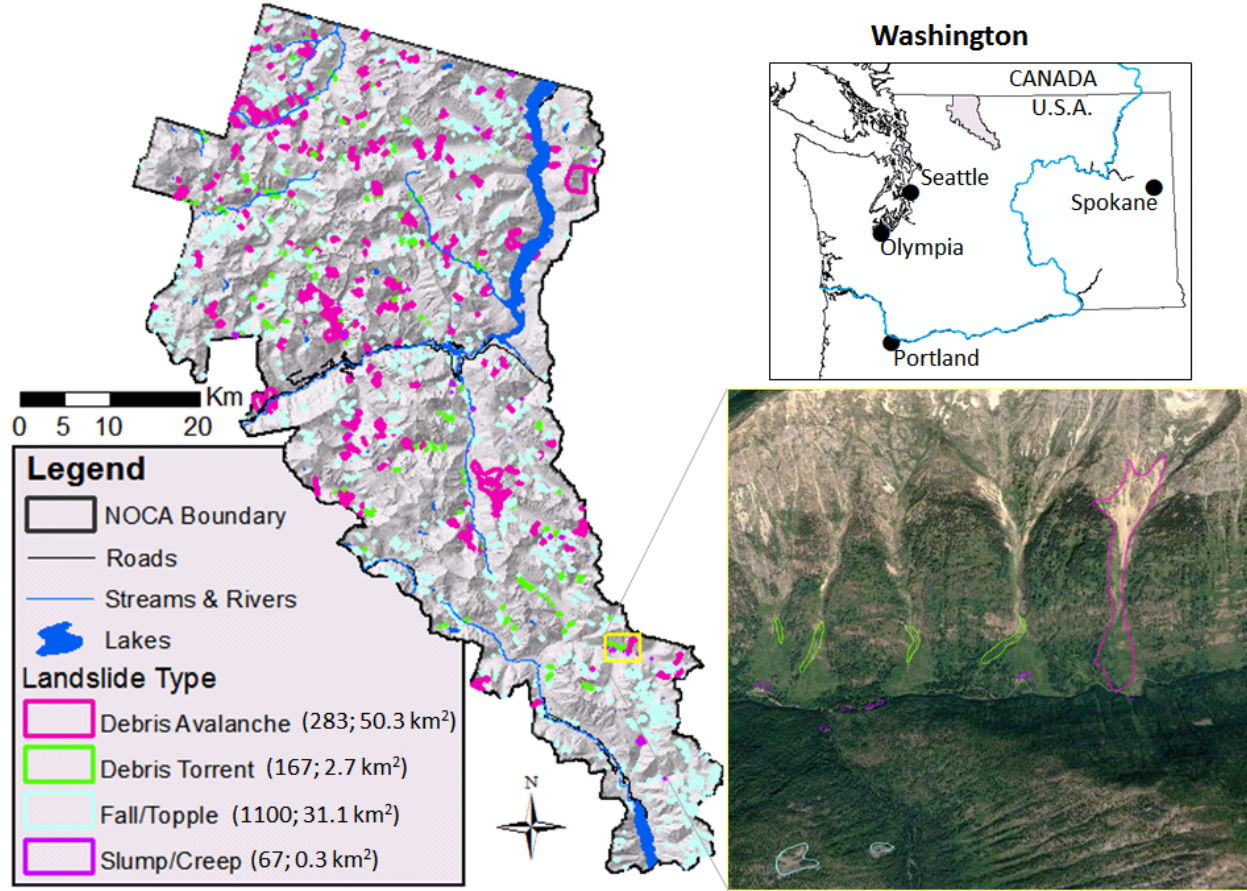 Washington
CANADA
U.S.A.
Seattle
Spokane
Olympia
Portland
Km
0 5 10 20
Legend
NOCA Boundary
Roads
Streams & Rivers
Lakes
Landslide Type
Debris Avalanche (283; 50.3 km²)
Debris Torrent (167; 2.7 km²)
Fall/Topple (1100; 31.1 km²)
Slump/Creep (67; 0.3 km²)
N